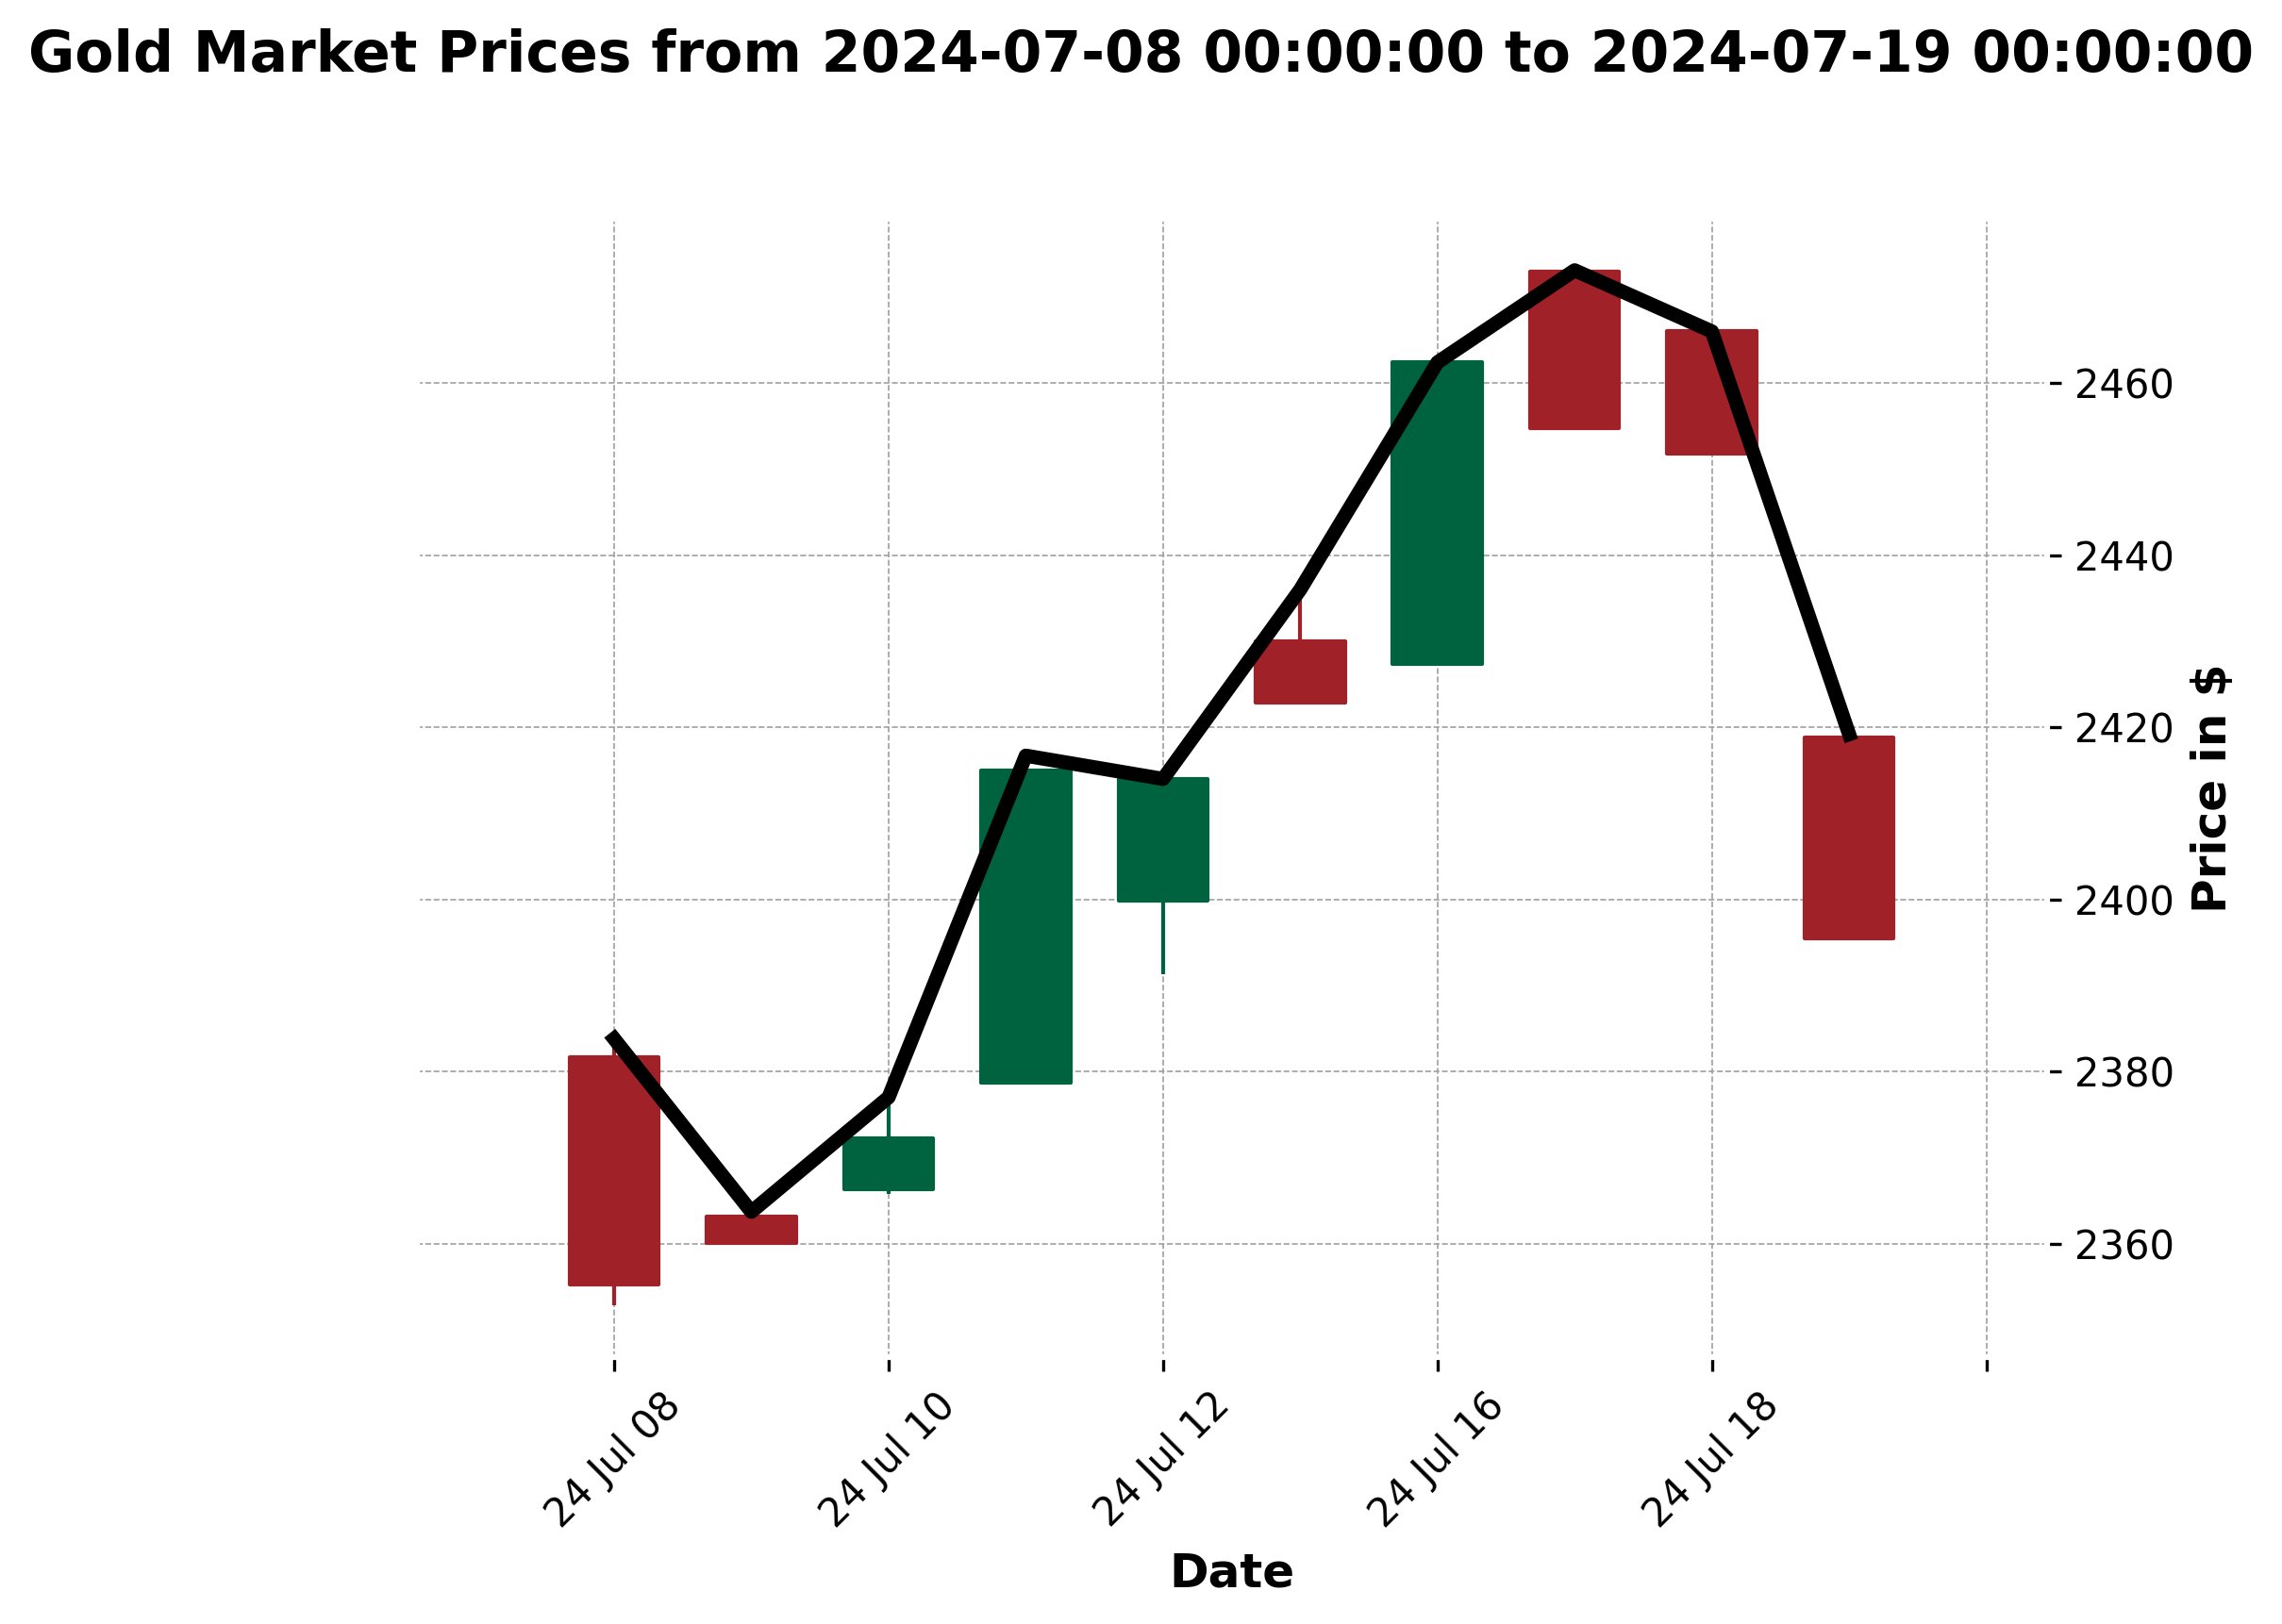 Gold Market Prices from 2024-07-08 00:00:00 to 2024-07-19 00:00:00
2460
2440
2420
2400
2380
2360
Price in $
24 Jul 08
24 Jul 10
24 Jul 12
24 Jul 16
24 Jul 18
Date